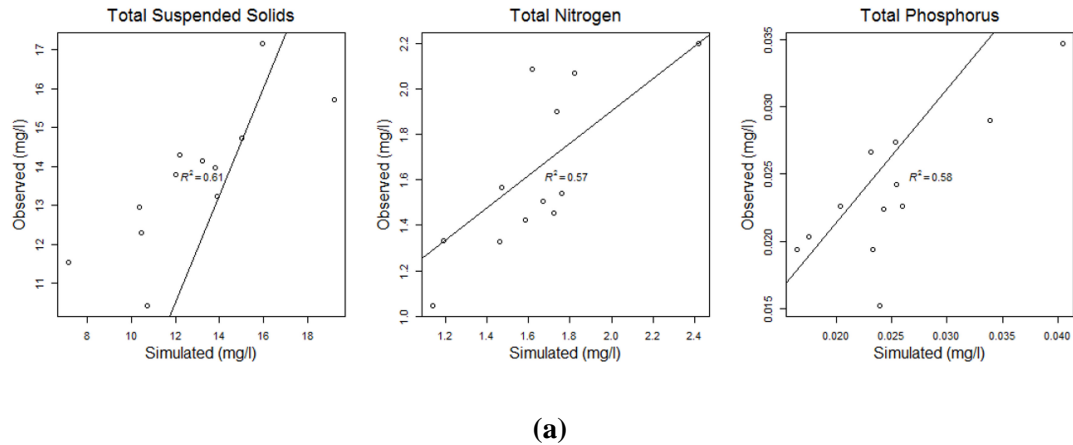 Total Suspended Solids
Observed (mg/l)
17
16
15
14
13
12
11
R² = 0.61
8 10 12 14 16 18
Simulated (mg/l)
Total Nitrogen
Observed (mg/l)
2.2
2.0
1.8
1.6
1.4
1.2
1.0
R² = 0.57
1.2 1.4 1.6 1.8 2.0 2.2 2.4
Simulated (mg/l)
Total Phosphorus
Observed (mg/l)
0.035
0.030
0.025
0.020
0.015
R² = 0.58
0.020 0.025 0.030 0.035 0.040
Simulated (mg/l)
(a)